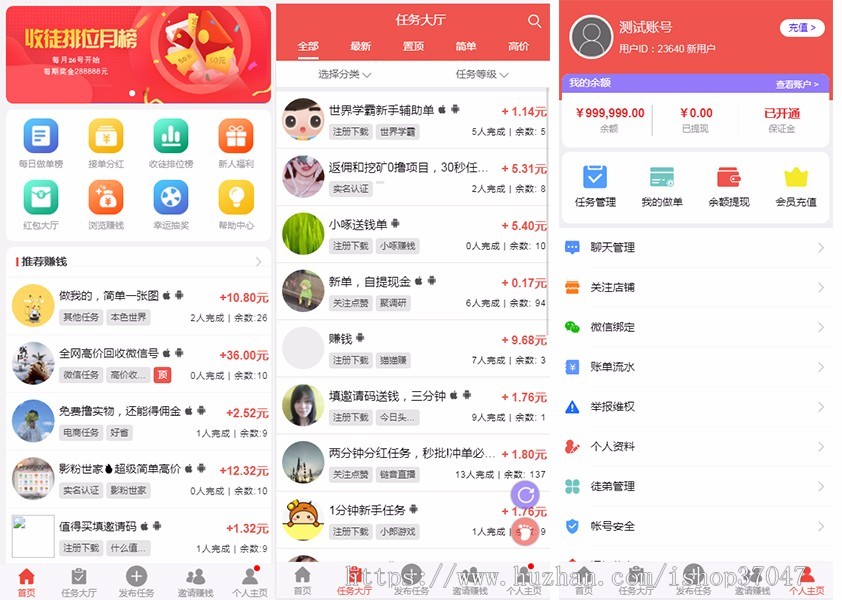 收徒排位月榜
每月26号开始
每期奖金288888元
每日做单榜
接单分红
收徒排位榜
新人福利
红包大厅
浏览赚钱
幸运抽奖
帮助中心
推荐赚钱
做我的，简单一张图
+10.80元
其他任务 本色世界
2人完成 | 余数:26
全网高价回收微信号
+36.00元
微信任务 高价收... 顶
0人完成 | 余数:10
免费撸实物，还能得佣金
+2.52元
电商任务 好省
1人完成 | 余数:9
影粉世家 超级简单高价
+12.32元
实名认证 影粉世家
0人完成 | 余数:10
值得买填邀请码
+1.32元
注册下载 什么值...
1人完成 | 余数:9
首页
任务大厅
发布任务
邀请赚钱
个人主页
任务大厅
全部 最新 置顶 简单 高价
选择分类 任务等级
世界学霸新手辅助单
+ 1.14元
注册下载 世界学霸
5人完成 | 余数: 5
返佣和挖矿0撸项目，30秒任...
+ 5.31元
实名认证
2人完成 | 余数: 8
小啄送钱单
+ 5.40元
注册下载 小啄赚钱
0人完成 | 余数: 10
新单，自提现金
+ 0.17元
关注点赞 聚调研
6人完成 | 余数: 94
赚钱
+ 9.68元
注册下载 猫猫赚
7人完成 | 余数: 3
填邀请码送钱，三分钟
+ 1.76元
注册下载 今日头...
9人完成 | 余数: 1
两分钟分红任务，秒批!冲单必...
+ 1.80元
关注点赞 链音直播
13人完成 | 余数: 137
1分钟新手任务
+ 1.76元
注册下载 小郎游戏
1人完成 | 余数: 9
首页
任务大厅
发布任务
邀请赚钱
个人主页
测试账号
用户ID：23640 新用户
充值 >
我的余额
查看账户 >
￥999,999.00
余额
￥0.00
已提现
已开通
保证金
任务管理
我的做单
余额提现
会员充值
聊天管理
关注店铺
微信绑定
账单流水
举报维权
个人资料
徒弟管理
帐号安全
首页
任务大厅
发布任务
邀请赚钱
个人主页
https://www.huzhan.com/ishop37047